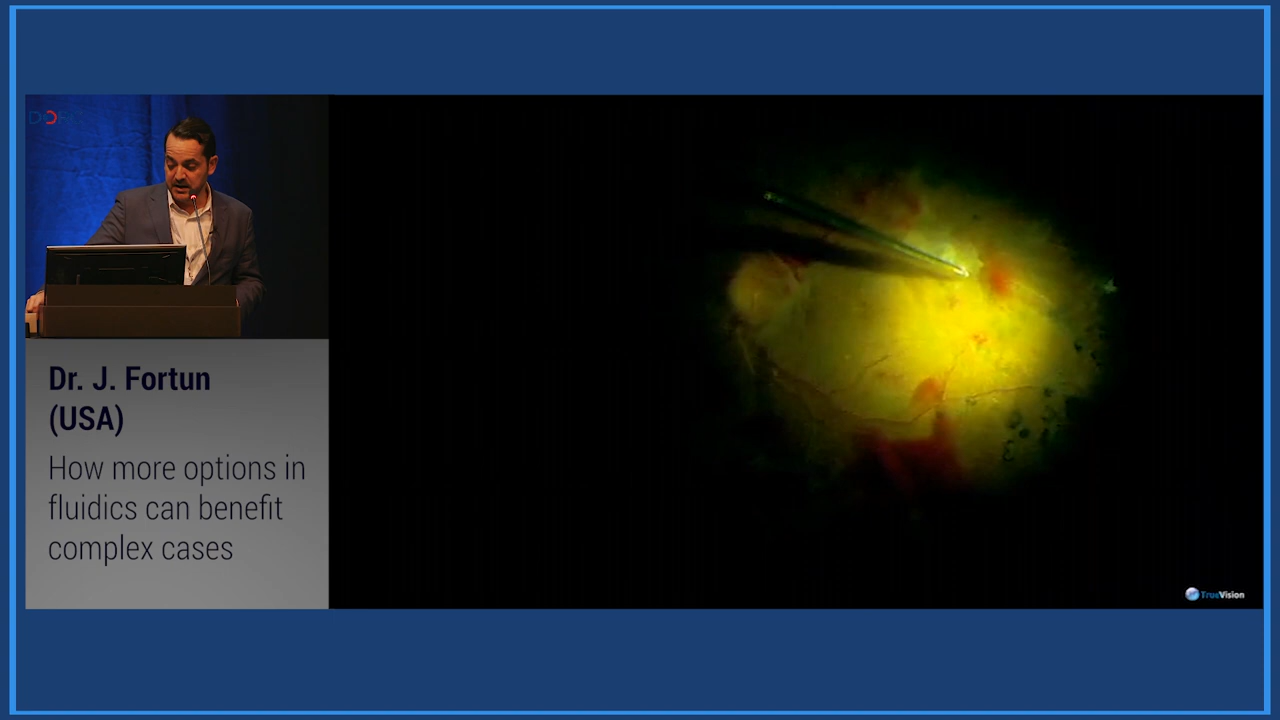 Dr. J. Fortun
(USA)
How more options in
fluidics can benefit
complex cases
TrueVision